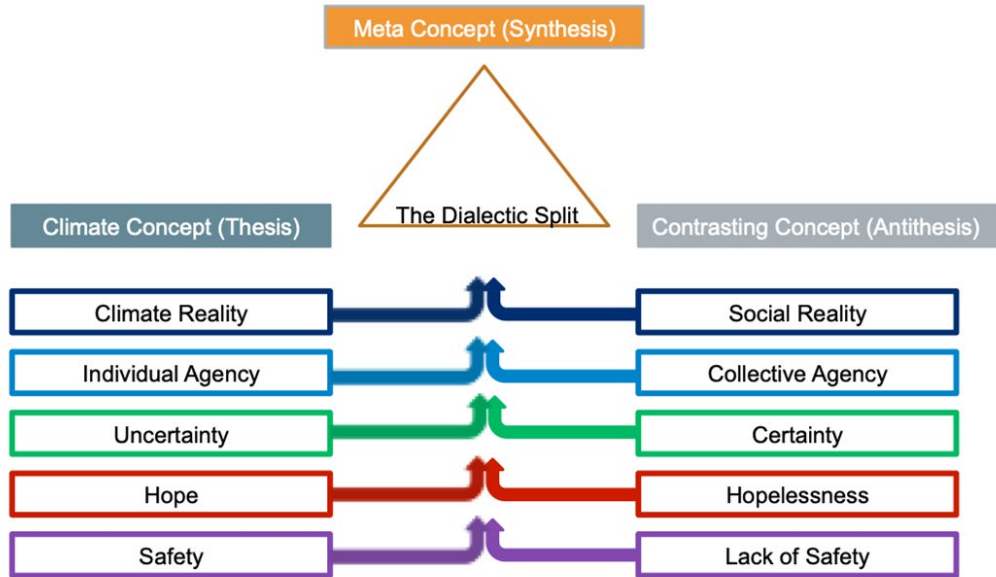 Meta Concept (Synthesis)
The Dialectic Split
Climate Concept (Thesis)
Contrasting Concept (Antithesis)
Climate Reality
Social Reality
Individual Agency
Collective Agency
Uncertainty
Certainty
Hope
Hopelessness
Safety
Lack of Safety